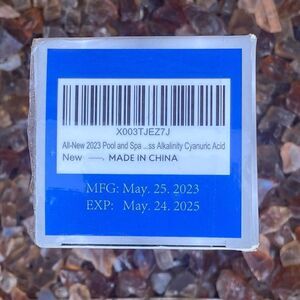 X003TJEZ7J
All-New 2023 Pool and Spa ...ss Alkalinity Cyanuric Acid
New —, MADE IN CHINA
MFG: May. 25. 2023
EXP: May. 24. 2025